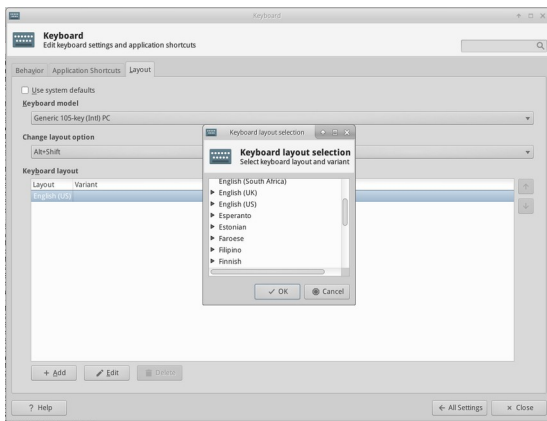 Keyboard
Keyboard
Edit keyboard settings and application shortcuts
Behavior Application Shortcuts Layout
Use system defaults
Keyboard model
Generic 105-key (Intl) PC
Change layout option
Alt+Shift
Keyboard layout
Layout Variant
English (US)
Keyboard layout selection
Keyboard layout selection
Select keyboard layout and variant
English (South Africa)
English (UK)
English (US)
Esperanto
Estonian
Faroese
Filipino
Finnish
OK Cancel
+ Add Edit Delete
? Help
All Settings × Close